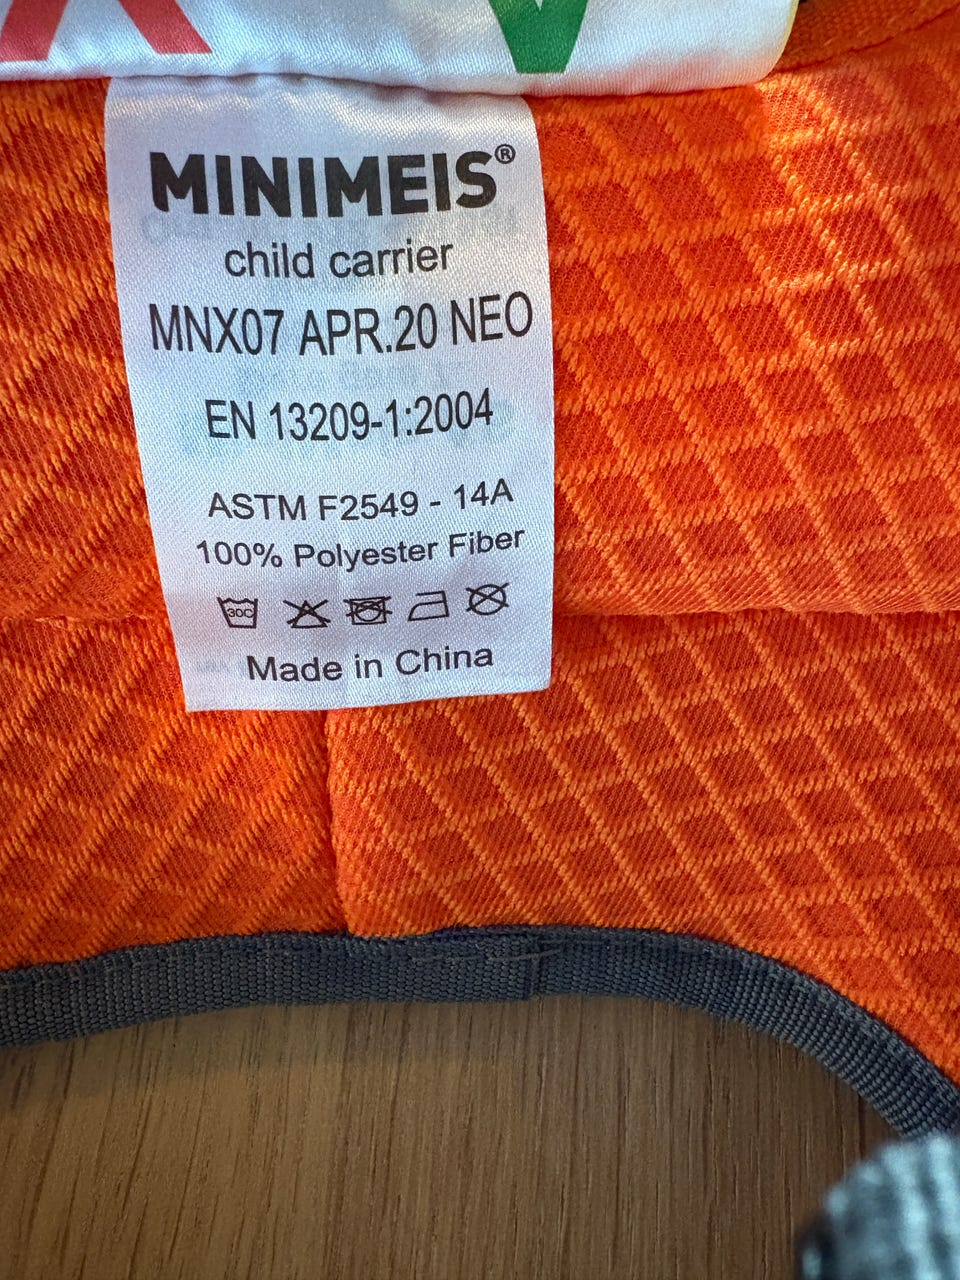 MINIMEIS®
child carrier
MNX07 APR.20 NEO
EN 13209-1:2004
ASTM F2549 - 14A
100% Polyester Fiber
30C
Made in China